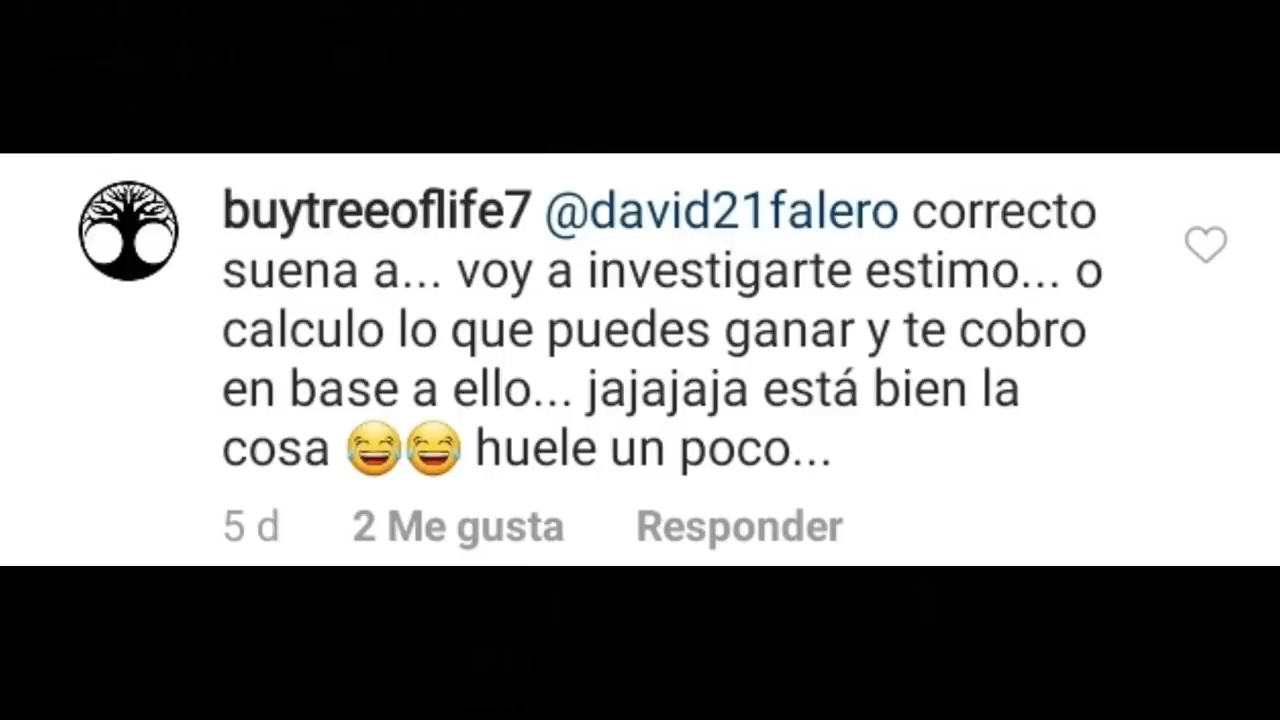 buytreeoflife7 @david21falero correcto
suena a... voy a investigarte estimo... o
calculo lo que puedes ganar y te cobro
en base a ello... jajajaja está bien la
cosa 😂😂 huele un poco...
5 d 2 Me gusta Responder